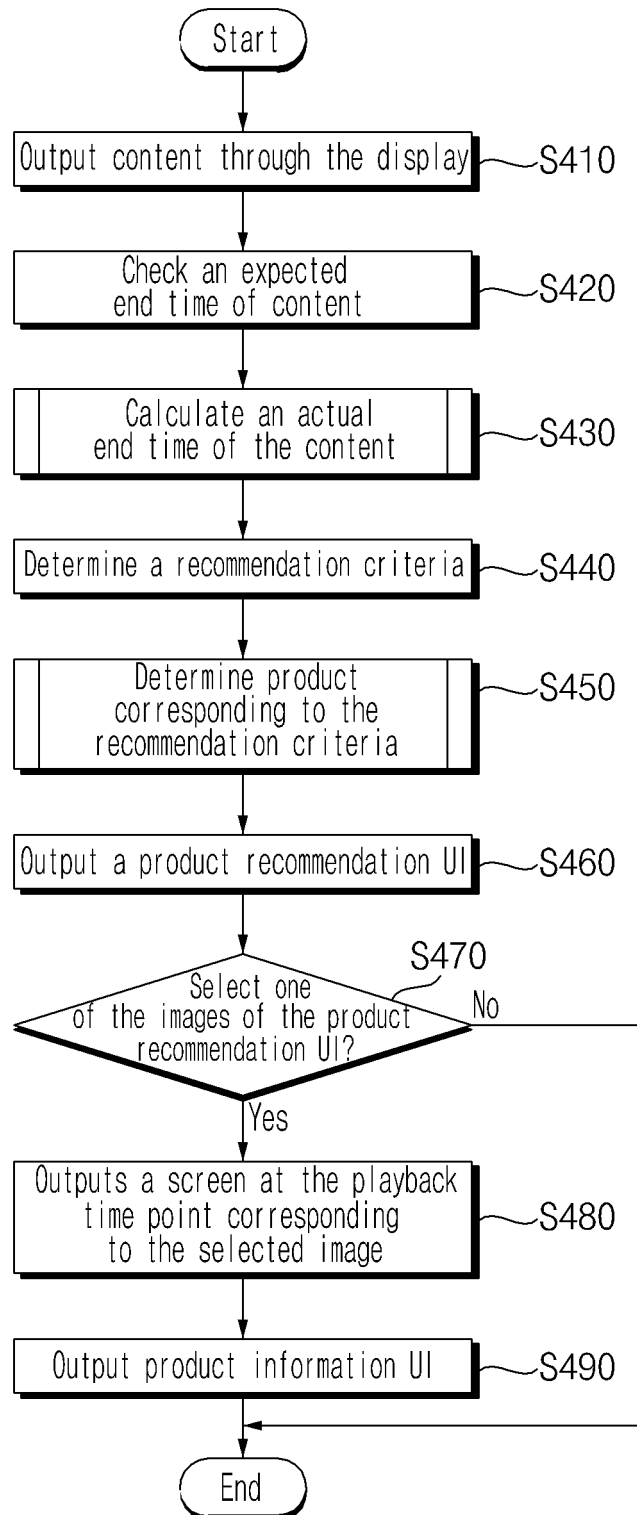 Start
Output content through the display
S410
Check an expected
end time of content
S420
Calculate an actual
end time of the content
S430
Determine a recommendation criteria
S440
Determine product
corresponding to the
recommendation criteria
S450
Output a product recommendation UI
S460
S470
Select one
of the images of the product
recommendation UI?
No
Yes
Outputs a screen at the playback
time point corresponding
to the selected image
S480
Output product information UI
S490
End